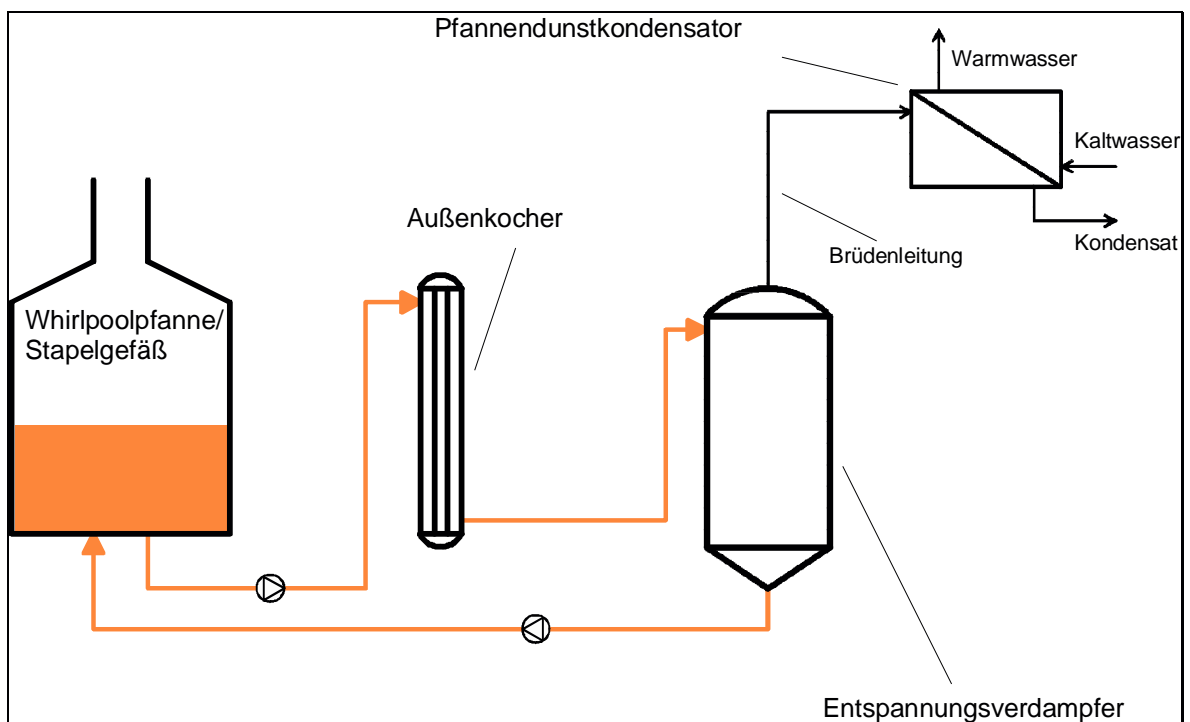 Pfannendunstkondensator
Warmwasser
Kaltwasser
Außenkocher
Kondensat
Brüdenleitung
Whirlpoolpfanne/
Stapelgefäß
Entspannungsverdampfer